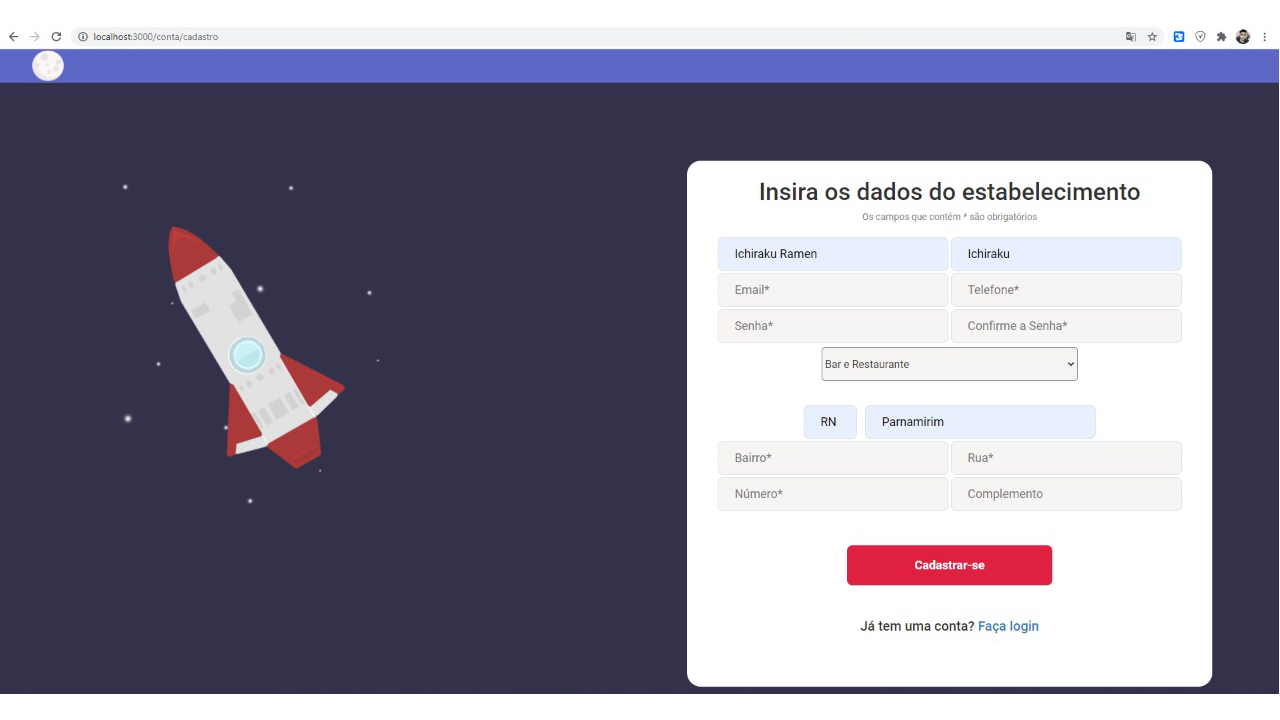 localhost:3000/conta/cadastro
Insira os dados do estabelecimento
Os campos que contém * são obrigatórios
Ichiraku Ramen Ichiraku
Email* Telefone*
Senha* Confirme a Senha*
Bar e Restaurante
RN Parnamirim
Bairro* Rua*
Número* Complemento
Cadastrar-se
Já tem uma conta? Faça login